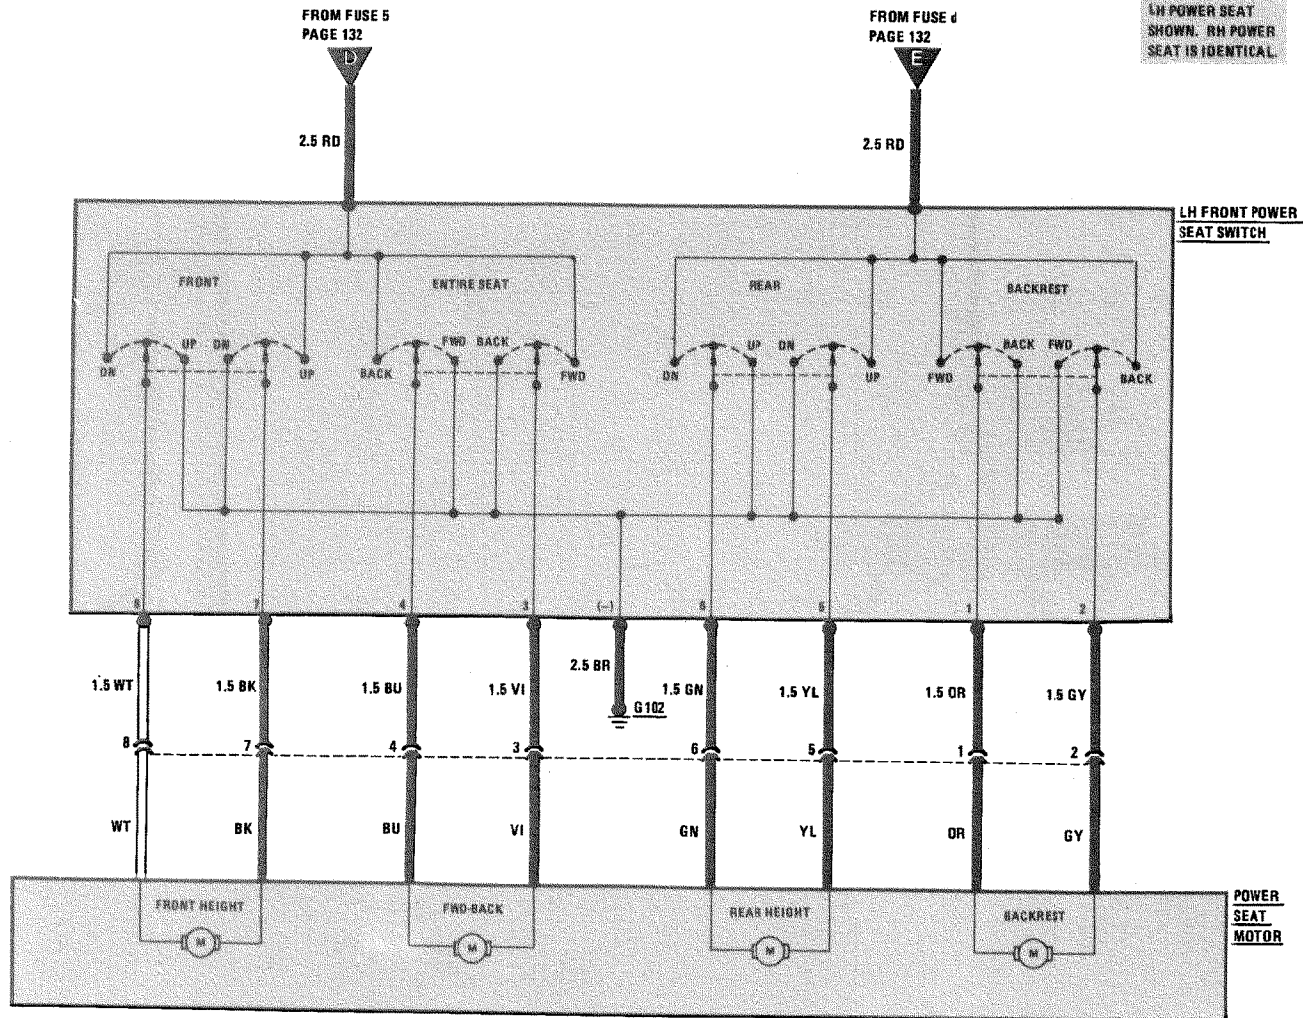 FROM FUSE 5
PAGE 132
D
FROM FUSE d
PAGE 132
E
LH POWER SEAT
SHOWN. RH POWER
SEAT IS IDENTICAL.
2.5 RD
2.5 RD
LH FRONT POWER
SEAT SWITCH
FRONT
ENTIRE SEAT
REAR
BACKREST
DN
UP
DN
UP
BACK
FWD
BACK
FWD
DN
UP
DN
UP
FWD
BACK
FWD
BACK
8
7
4
3
(–)
6
5
1
2
1.5 WT
1.5 BK
1.5 BU
1.5 VI
2.5 BR
1.5 GN
1.5 YL
1.5 OR
1.5 GY
G102
8
7
4
3
6
5
1
2
WT
BK
BU
VI
GN
YL
OR
GY
FRONT HEIGHT
FWD-BACK
REAR HEIGHT
BACKREST
M
M
M
M
POWER
SEAT
MOTOR